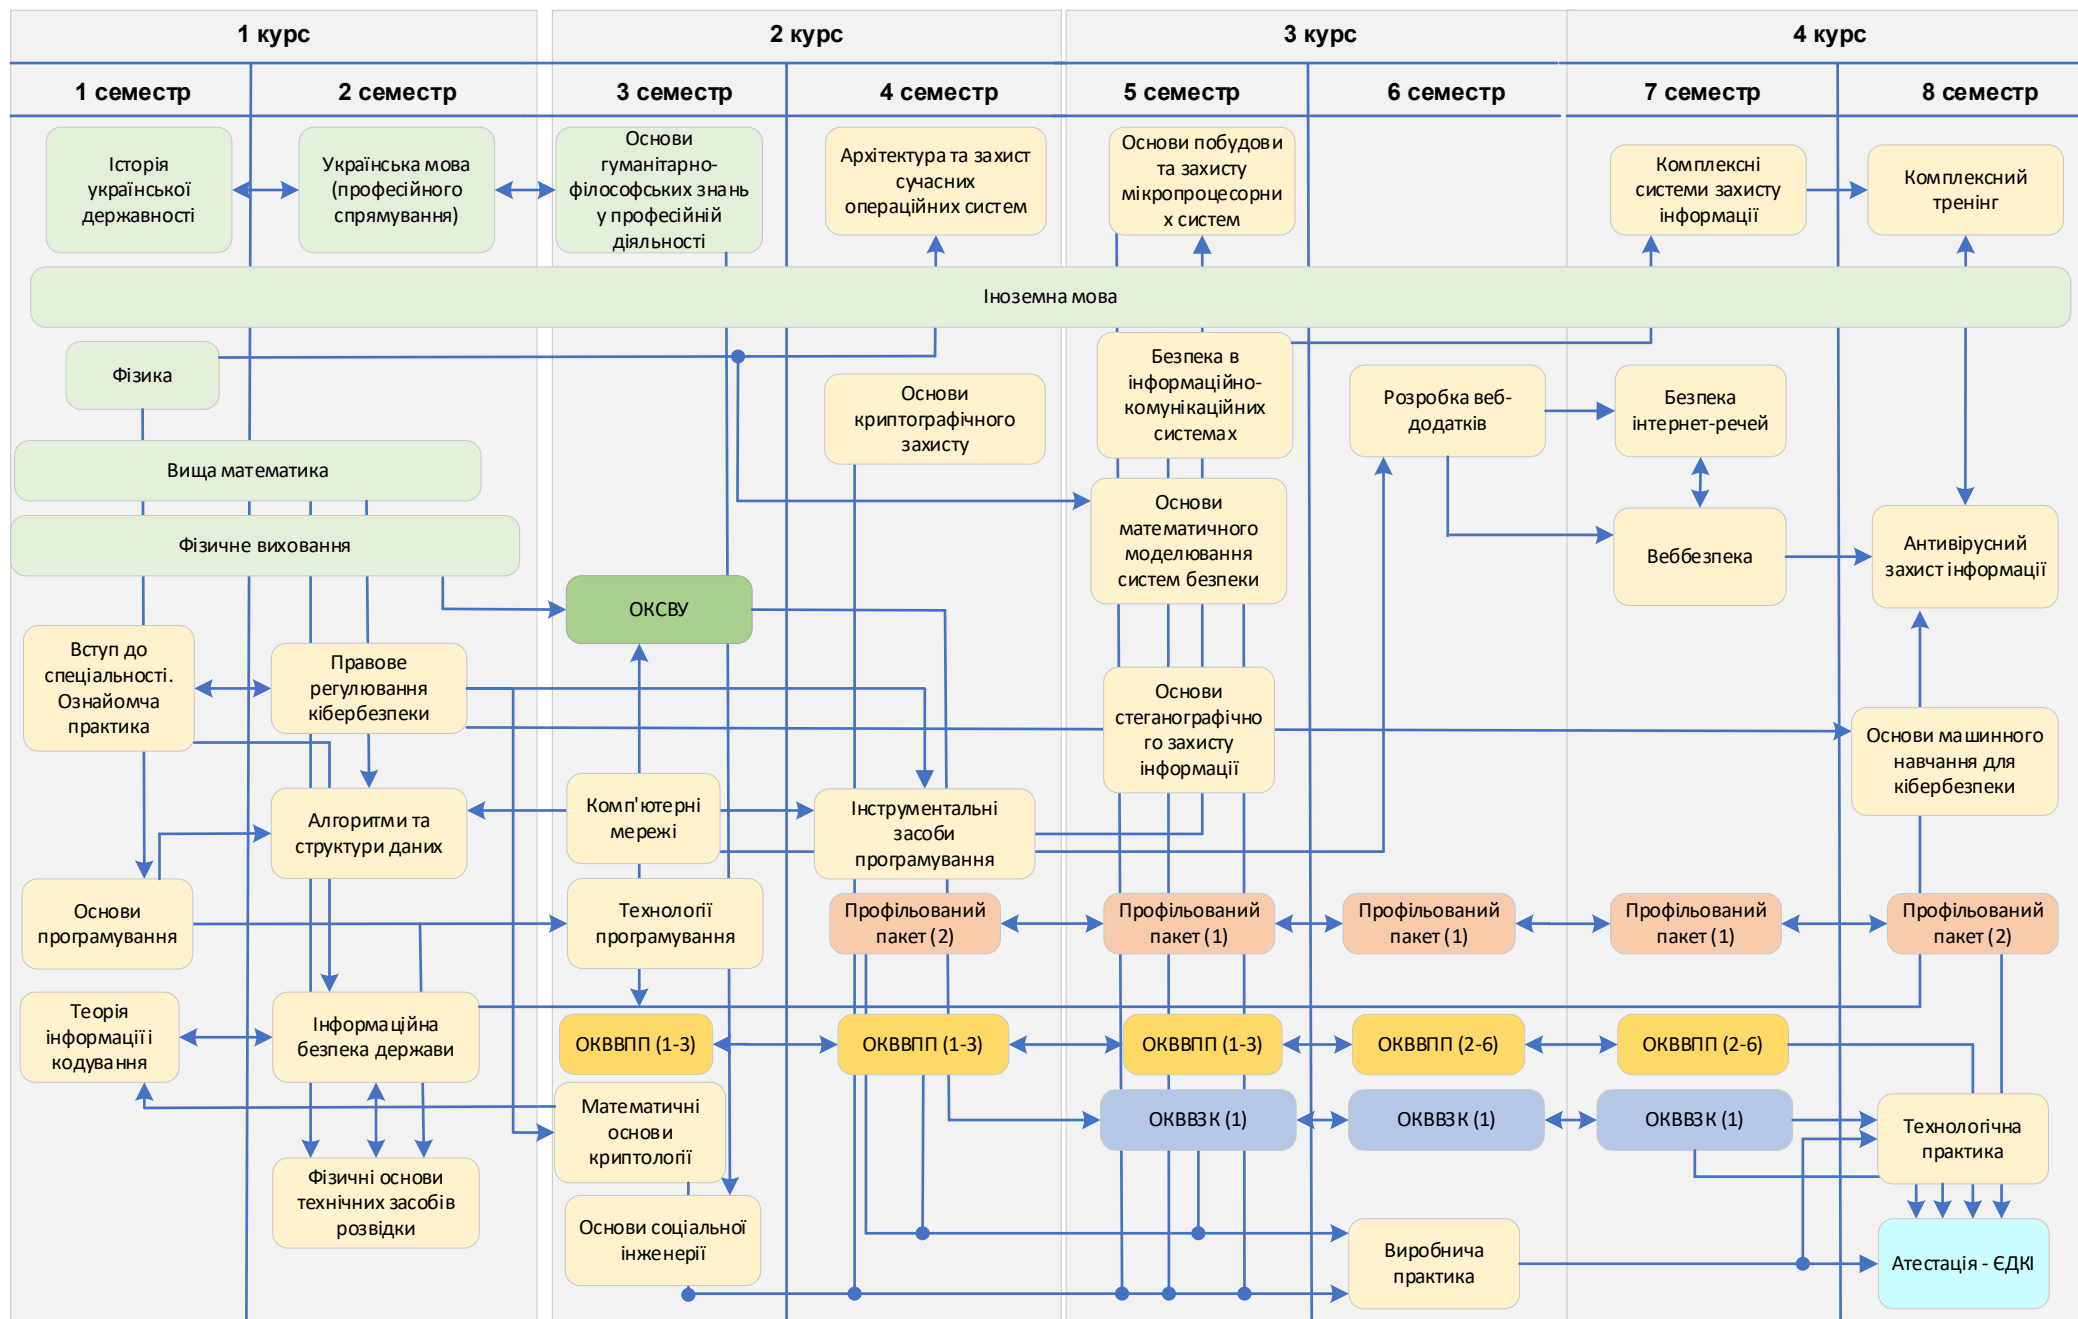 1 курс
2 курс
3 курс
4 курс
1 семестр
2 семестр
3 семестр
4 семестр
5 семестр
6 семестр
7 семестр
8 семестр
Історія
української
державності
Українська мова
(професійного
спрямування)
Основи
гуманітарно-
філософських знань
у професійній
діяльності
Архітектура та захист
сучасних
операційних систем
Основи побудови
та захисту
мікропроцесорни
х систем
Комплексні
системи захисту
інформації
Комплексний
тренінг
Іноземна мова
Фізика
Основи
криптографічного
захисту
Безпека в
інформаційно-
комунікаційних
системах
Розробка веб-
додатків
Безпека
інтернет-речей
Вища математика
Фізичне виховання
Основи
математичного
моделювання
систем безпеки
Веббезпека
Антивірусний
захист інформації
ОКСВУ
Вступ до
спеціальності.
Ознайомча
практика
Правове
регулювання
кібербезпеки
Основи
стеганографічно
го захисту
інформації
Основи машинного
навчання для
кібербезпеки
Алгоритми та
структури даних
Комп'ютерні
мережі
Інструментальні
засоби
програмування
Основи
програмування
Технології
програмування
Профільований
пакет (2)
Профільований
пакет (1)
Профільований
пакет (1)
Профільований
пакет (1)
Профільований
пакет (2)
Теорія
інформації і
кодування
Інформаційна
безпека держави
ОКВВПП (1-3)
ОКВВПП (1-3)
ОКВВПП (1-3)
ОКВВПП (2-6)
ОКВВПП (2-6)
Математичні
основи
криптології
ОКВВЗК (1)
ОКВВЗК (1)
ОКВВЗК (1)
Технологічна
практика
Фізичні основи
технічних засобів
розвідки
Основи соціальної
інженерії
Виробнича
практика
Атестація - ЄДКІ